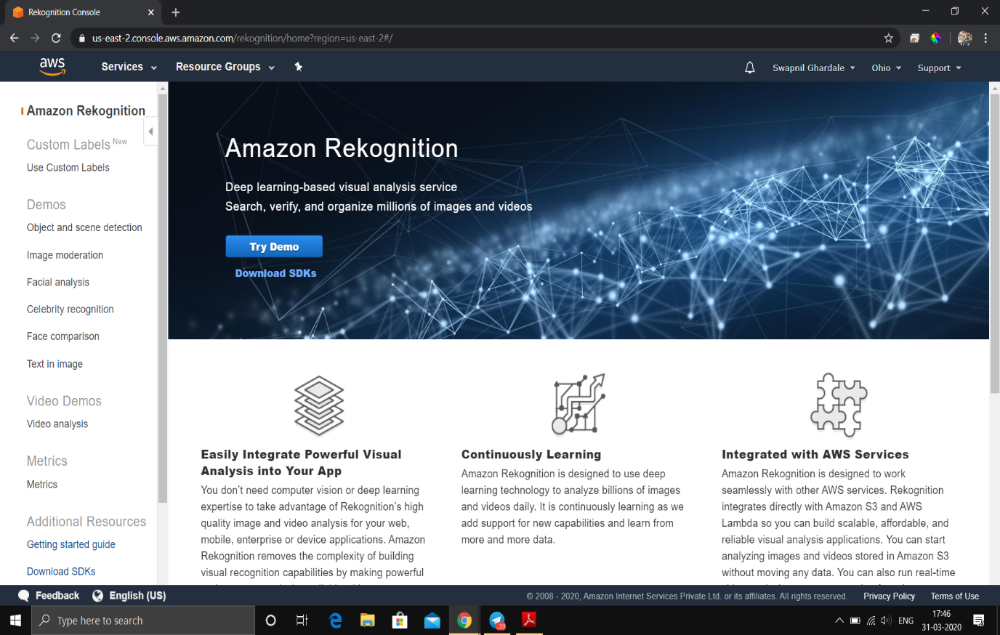 Rekognition Console
us-east-2.console.aws.amazon.com/rekognition/home?region=us-east-2#/
aws
Services
Resource Groups
Swapnil Ghardale
Ohio
Support
Amazon Rekognition
Custom Labels New
Use Custom Labels
Demos
Object and scene detection
Image moderation
Facial analysis
Celebrity recognition
Face comparison
Text in image
Video Demos
Video analysis
Metrics
Metrics
Additional Resources
Getting started guide
Download SDKs
Amazon Rekognition
Deep learning-based visual analysis service
Search, verify, and organize millions of images and videos
Try Demo
Download SDKs
Easily Integrate Powerful Visual
Analysis into Your App
You don’t need computer vision or deep learning
expertise to take advantage of Rekognition’s high
quality image and video analysis for your web,
mobile, enterprise or device applications. Amazon
Rekognition removes the complexity of building
visual recognition capabilities by making powerful
Continuously Learning
Amazon Rekognition is designed to use deep
learning technology to analyze billions of images
and videos daily. It is continuously learning as we
add support for new capabilities and learn from
more and more data.
Integrated with AWS Services
Amazon Rekognition is designed to work
seamlessly with other AWS services. Rekognition
integrates directly with Amazon S3 and AWS
Lambda so you can build scalable, affordable, and
reliable visual analysis applications. You can start
analyzing images and videos stored in Amazon S3
without moving any data. You can also run real-time
Feedback
English (US)
© 2008 - 2020, Amazon Internet Services Private Ltd. or its affiliates. All rights reserved.
Privacy Policy
Terms of Use
Type here to search
33
ENG
17:46
31-03-2020